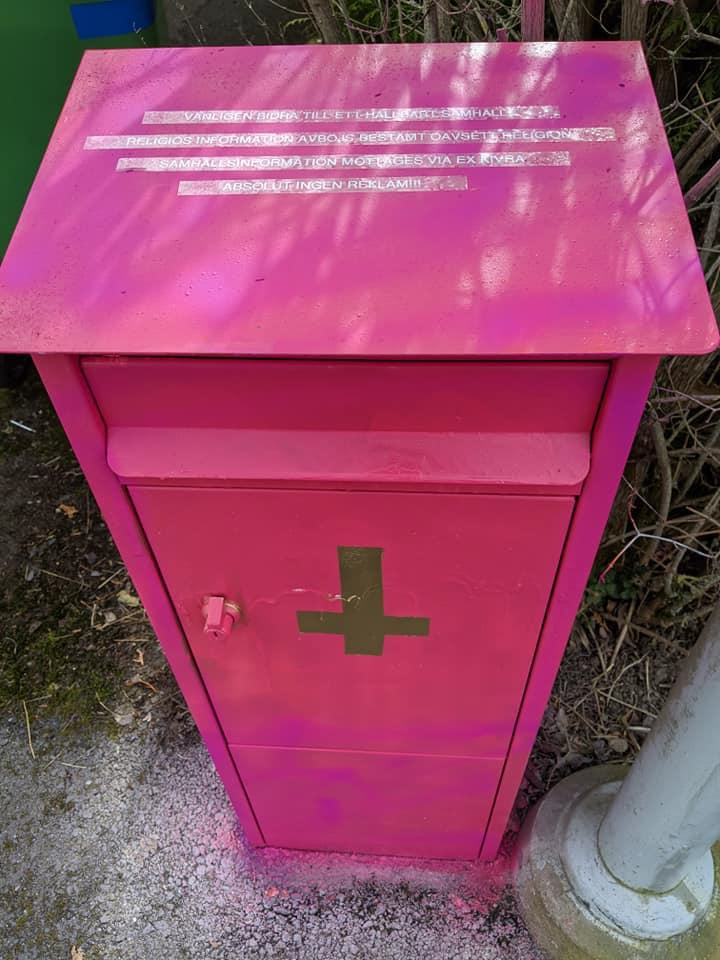 VÄNLIGEN BIDRA TILL ETT HÅLLBART SAMHÄLLE
RELIGIÖS INFORMATION AVBÖJS BESTÄMT OAVSETT RELIGION
SAMHÄLLSINFORMATION MOTTAGES VIA EX KIVRA
ABSOLUT INGEN REKLAM!!!